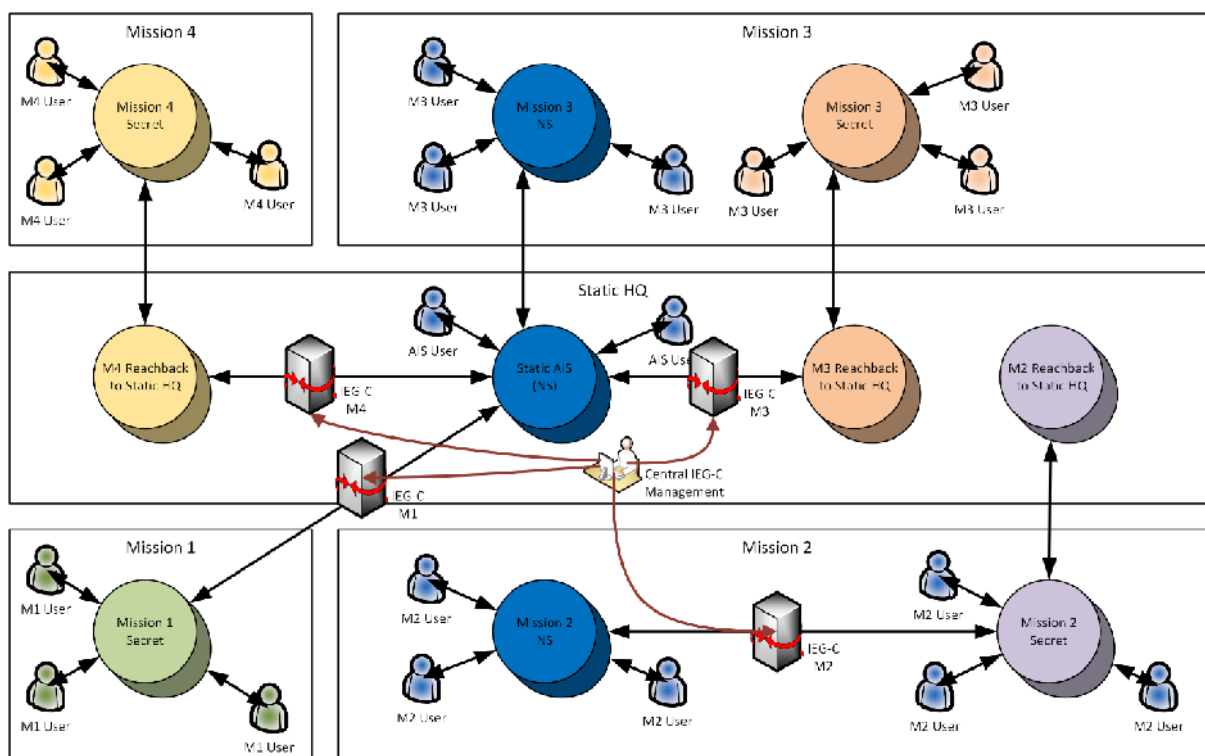 Mission 4
M4 User
M4 User
M4 User
Mission 4
Secret
Mission 3
M3 User
M3 User
M3 User
Mission 3
NS
Mission 3
Secret
M3 User
M3 User
M3 User
Static HQ
M4 Reachback
to Static HQ
IEG-C
M4
AIS User
Static AIS
(NS)
AIS User
IEG-C
M3
M3 Reachback
to Static HQ
M2 Reachback
to Static HQ
IEG-C
M1
Central IEG-C
Management
Mission 1
M1 User
M1 User
M1 User
Mission 1
Secret
Mission 2
M2 User
M2 User
M2 User
Mission 2
NS
IEG-C
M2
M2 User
Mission 2
Secret
M2 User
M2 User